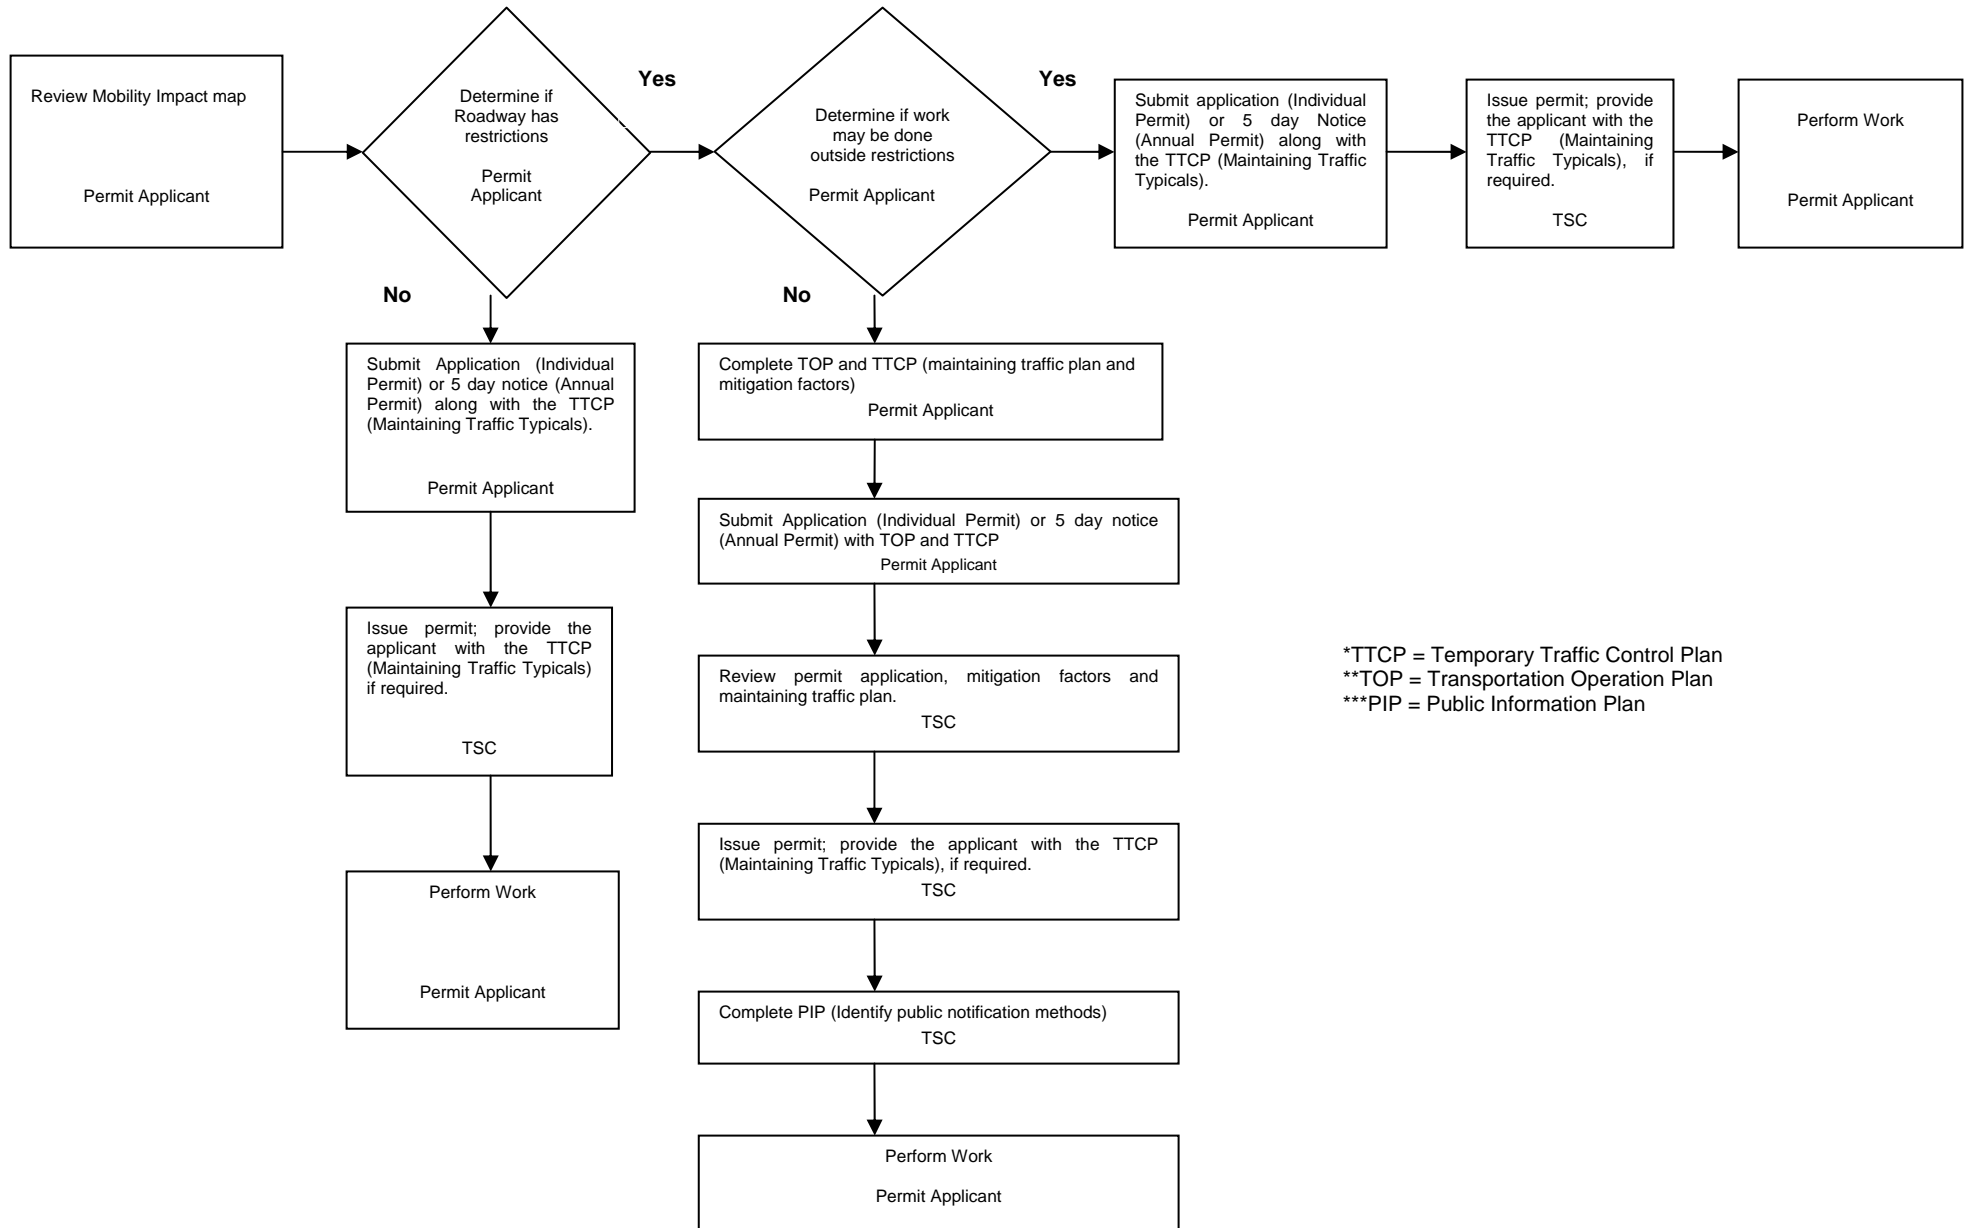 Review Mobility Impact map
Permit Applicant
Determine if
Roadway has
restrictions
Permit
Applicant
Yes
Determine if work
may be done
outside restrictions
Permit Applicant
Yes
Submit application (Individual
Permit) or 5 day Notice
(Annual Permit) along with
the TTCP (Maintaining Traffic
Typicals).
Permit Applicant
Issue permit; provide
the applicant with the
TTCP (Maintaining
Traffic Typicals), if
required.
TSC
Perform Work
Permit Applicant
No
Submit Application (Individual
Permit) or 5 day notice (Annual
Permit) along with the TTCP
(Maintaining Traffic Typicals).
Permit Applicant
Issue permit; provide the
applicant with the TTCP
(Maintaining Traffic Typicals)
if required.
TSC
Perform Work
Permit Applicant
No
Complete TOP and TTCP (maintaining traffic plan and
mitigation factors)
Permit Applicant
Submit Application (Individual Permit) or 5 day notice
(Annual Permit) with TOP and TTCP
Permit Applicant
Review permit application, mitigation factors and
maintaining traffic plan.
TSC
Issue permit; provide the applicant with the TTCP
(Maintaining Traffic Typicals), if required.
TSC
Complete PIP (Identify public notification methods)
TSC
Perform Work
Permit Applicant
*TTCP = Temporary Traffic Control Plan
**TOP = Transportation Operation Plan
***PIP = Public Information Plan